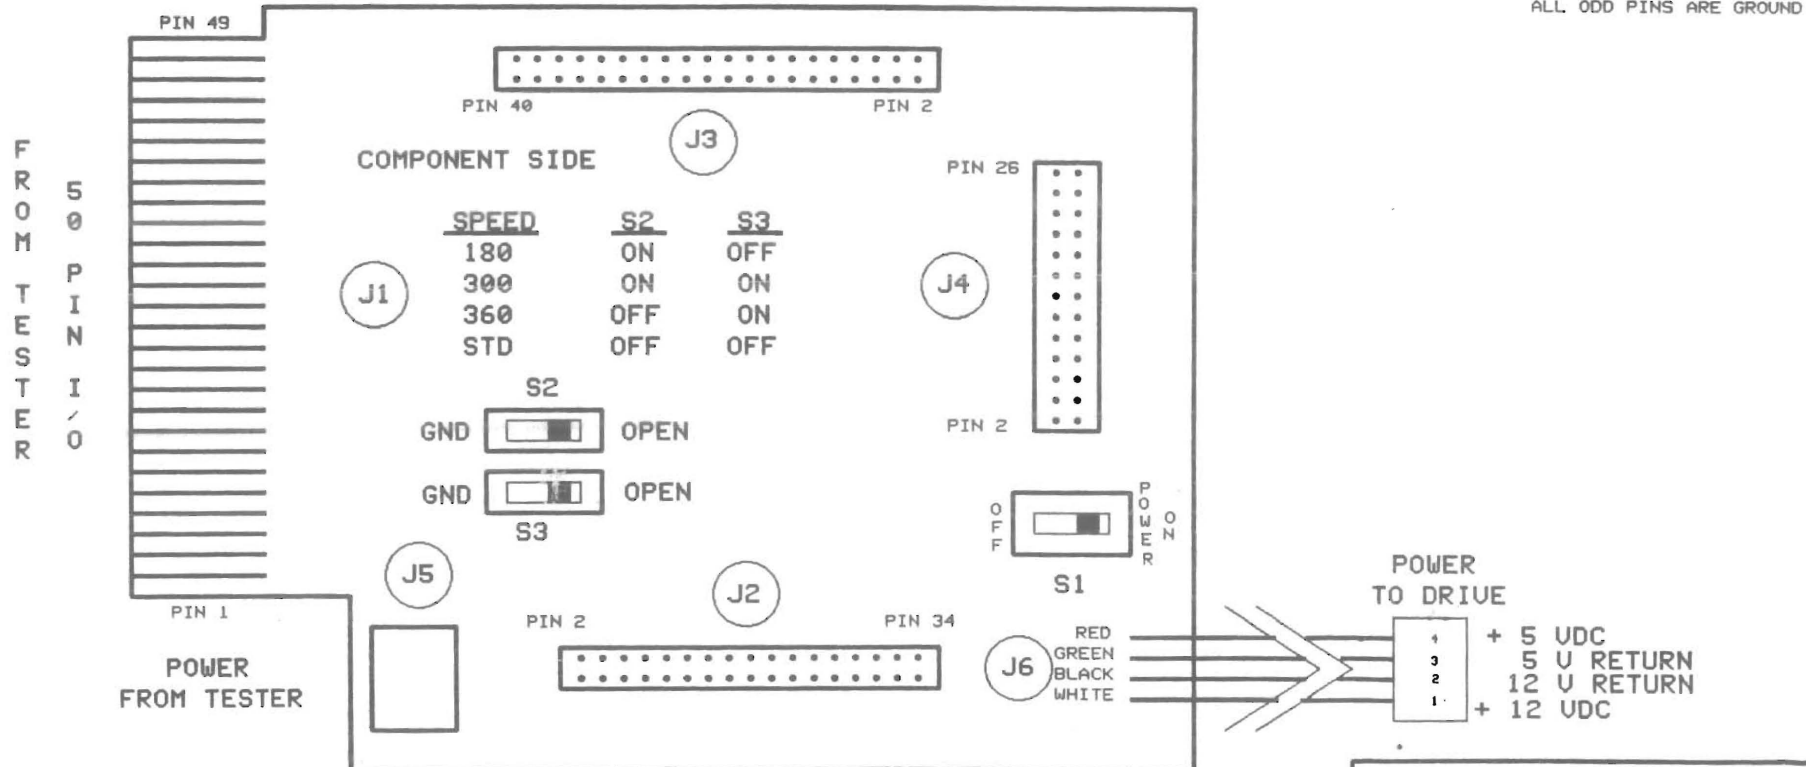 ALL ODD PINS ARE GROUND
PIN 49
PIN 40
PIN 2
J3
FROM TESTER
50 PIN I/O
COMPONENT SIDE
PIN 26
SPEED S2 S3
180 ON OFF
300 ON ON
360 OFF ON
STD OFF OFF
J1
J4
S2
GND OPEN
PIN 2
GND OPEN
S3
OFF
POWER
ON
S1
J5
J2
PIN 1
PIN 2
PIN 34
POWER
FROM TESTER
J6
RED
GREEN
BLACK
WHITE
POWER
TO DRIVE
4 + 5 VDC
3 5 V RETURN
2 12 V RETURN
1 + 12 VDC